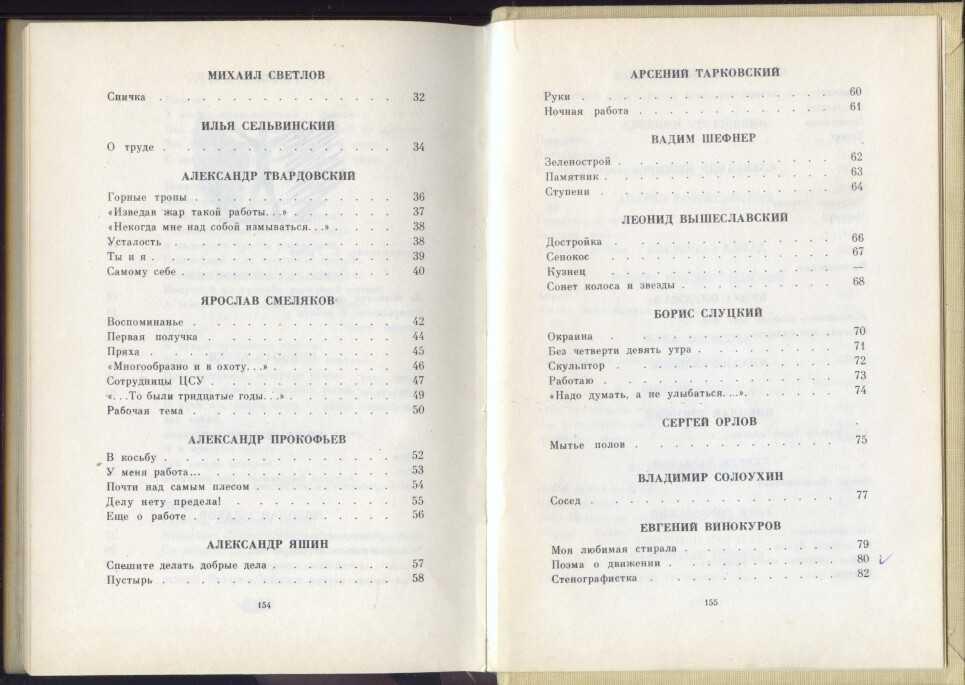 МИХАИЛ СВЕТЛОВ
Спичка . . . . . . . . . . . . . 32
ИЛЬЯ СЕЛЬВИНСКИЙ
О труде . . . . . . . . . . . . . 34
АЛЕКСАНДР ТВАРДОВСКИЙ
Горные тропы . . . . . . . . . . . 36
«Изведав жар такой работы...» . . . . . . 37
«Некогда мне над собой измываться...» . . . . 38
Усталость . . . . . . . . . . . . 38
Ты и я . . . . . . . . . . . . . 39
Самому себе . . . . . . . . . . . 40
ЯРОСЛАВ СМЕЛЯКОВ
Воспоминанье . . . . . . . . . . . 42
Первая получка . . . . . . . . . . 44
Пряха . . . . . . . . . . . . . 45
«Многообразно и в охоту...» . . . . . . . 46
Сотрудницы ЦСУ . . . . . . . . . . 47
«...То были тридцатые годы...» . . . . . . 49
Рабочая тема . . . . . . . . . . . 50
АЛЕКСАНДР ПРОКОФЬЕВ
В косьбу . . . . . . . . . . . . 52
У меня работа... . . . . . . . . . . 53
Почти над самым плесом . . . . . . . . 54
Делу нету предела! . . . . . . . . . 55
Еще о работе . . . . . . . . . . . 56
АЛЕКСАНДР ЯШИН
Спешите делать добрые дела . . . . . . . 57
Пустырь . . . . . . . . . . . . 58
154
АРСЕНИЙ ТАРКОВСКИЙ
Руки . . . . . . . . . . . . . 60
Ночная работа . . . . . . . . . . . 61
ВАДИМ ШЕФНЕР
Зеленострой . . . . . . . . . . . 62
Памятник . . . . . . . . . . . . 63
Ступени . . . . . . . . . . . . 64
ЛЕОНИД ВЫШЕСЛАВСКИЙ
Достройка . . . . . . . . . . . . 66
Сенокос . . . . . . . . . . . . 67
Кузнец . . . . . . . . . . . . —
Сонет колоса и звезды . . . . . . . . 68
БОРИС СЛУЦКИЙ
Окраина . . . . . . . . . . . . 70
Без четверти девять утра . . . . . . . . 71
Скульптор . . . . . . . . . . . . 72
Работаю . . . . . . . . . . . . 73
«Надо думать, а не улыбаться...». . . . . . 74
СЕРГЕЙ ОРЛОВ
Мытье полов . . . . . . . . . . . 75
ВЛАДИМИР СОЛОУХИН
Сосед . . . . . . . . . . . . . 77
ЕВГЕНИЙ ВИНОКУРОВ
Моя любимая стирала . . . . . . . . . 79
Поэма о движении . . . . . . . . . . 80
Стенографистка . . . . . . . . . . 82
155